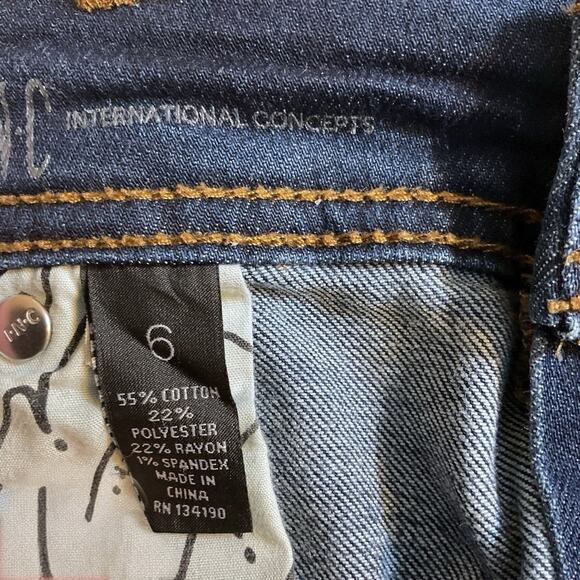 ·C INTERNATIONAL CONCEPTS
I·N·C
6
55% COTTON
22%
POLYESTER
22% RAYON
1% SPANDEX
MADE IN
CHINA
RN 134190